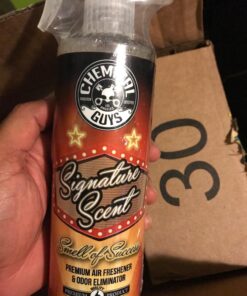 CHEMICAL
GUYS
Signature
Scent
Smell of Success
PREMIUM AIR FRESHENER
& ODOR ELIMINATOR
30